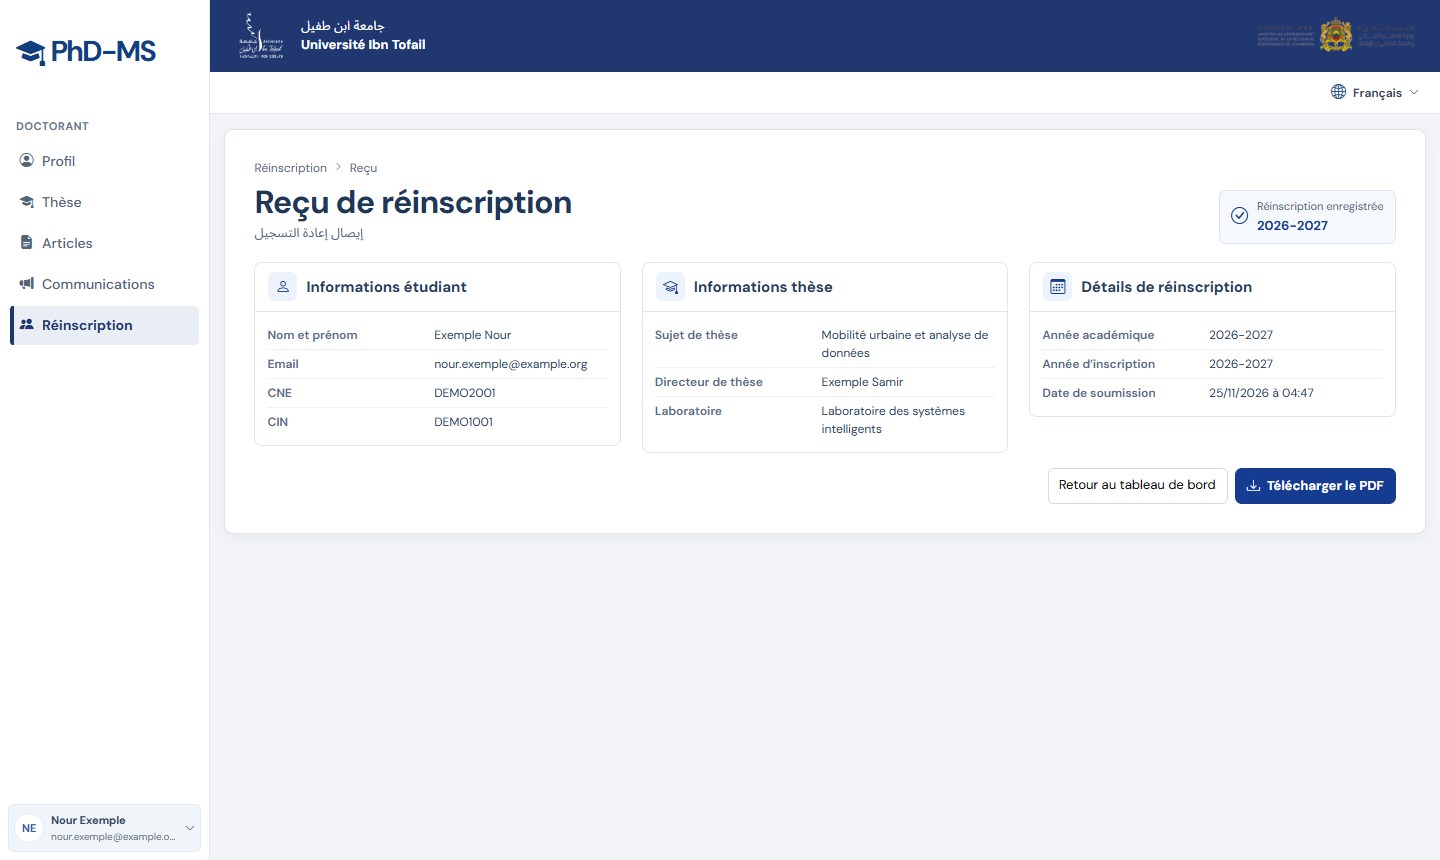 PhD-MS
DOCTORANT
Profil
Thèse
Articles
Communications
Réinscription
NE
Nour Exemple
nour.exemple@example.o...
جامعة ابن طفيل
Université Ibn Tofail
Français
Réinscription
Reçu
Reçu de réinscription
إيصال إعادة التسجيل
Réinscription enregistrée
2026-2027
Informations étudiant
Nom et prénom Exemple Nour
Email nour.exemple@example.org
CNE DEMO2001
CIN DEMO1001
Informations thèse
Sujet de thèse Mobilité urbaine et analyse de
données
Directeur de thèse Exemple Samir
Laboratoire Laboratoire des systèmes
intelligents
Détails de réinscription
Année académique 2026-2027
Année d’inscription 2026-2027
Date de soumission 25/11/2026 à 04:47
Retour au tableau de bord
Télécharger le PDF